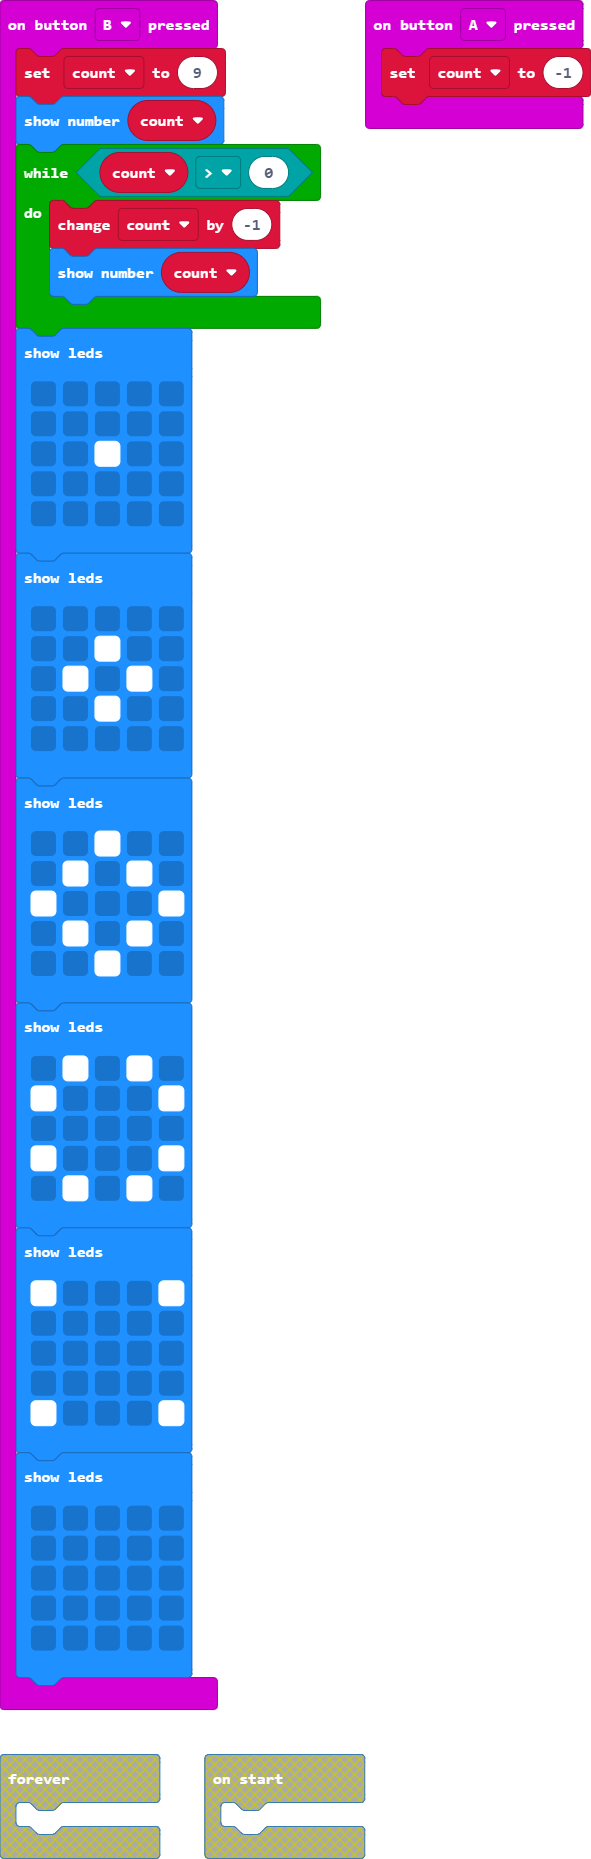 on button B pressed
set count to 9
show number count
while count > 0
do
change count by -1
show number count
show leds
show leds
show leds
show leds
show leds
show leds
on button A pressed
set count to -1
forever
on start